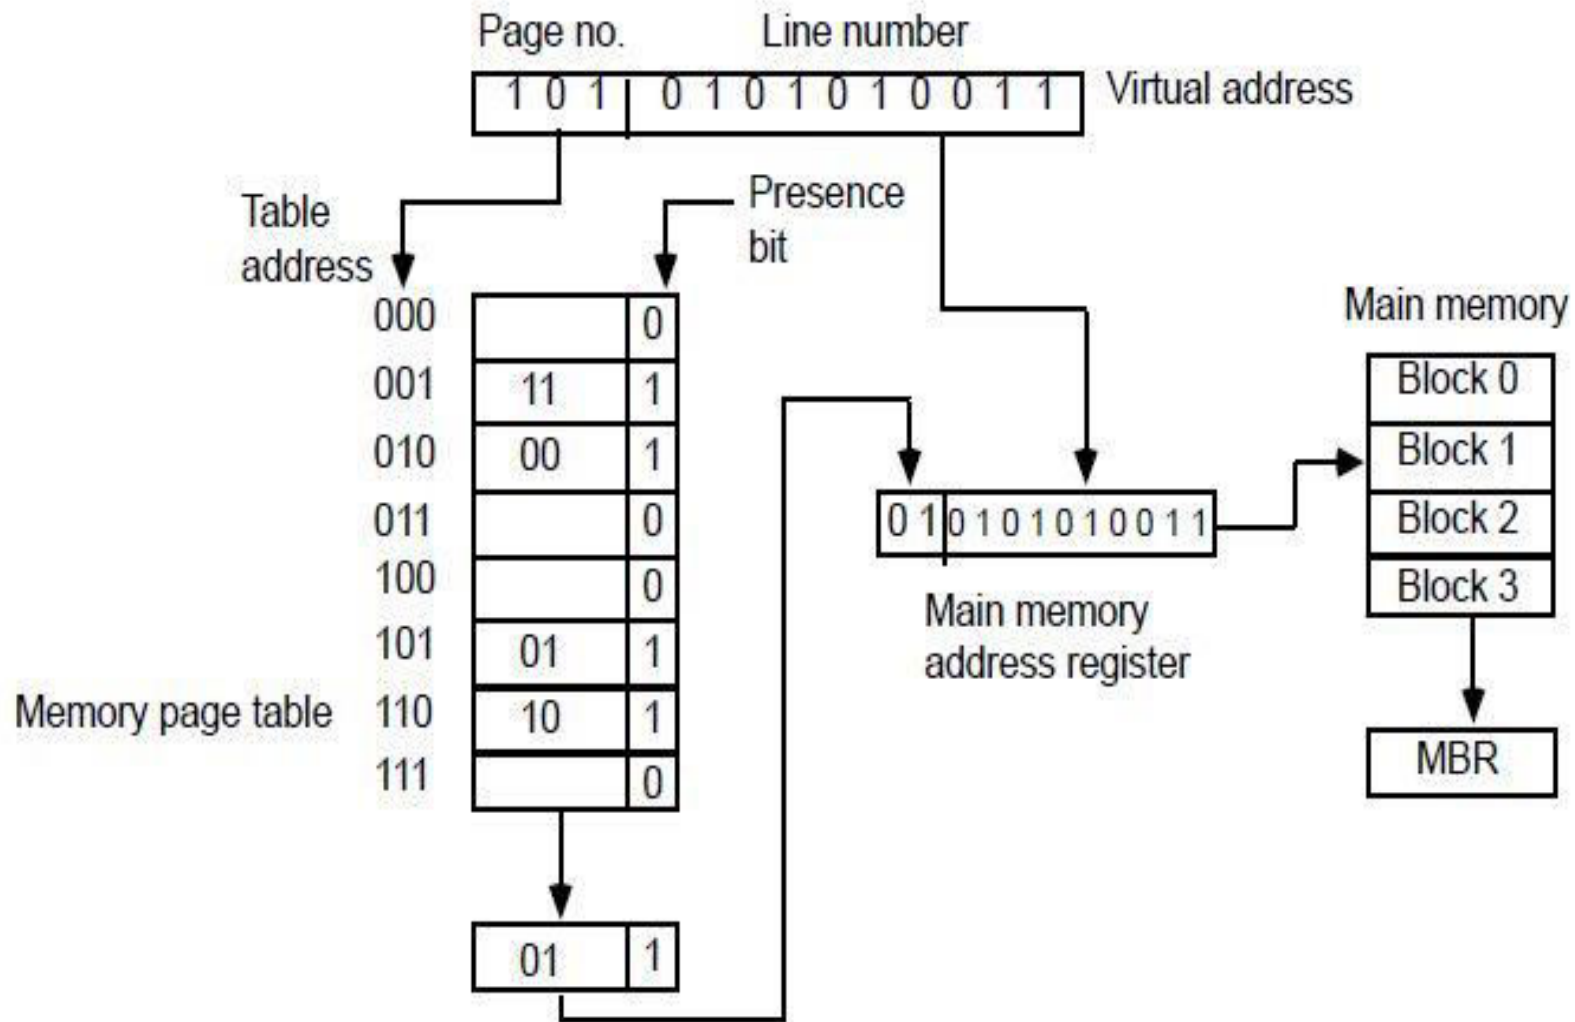 Page no. Line number
1 0 1 0 1 0 1 0 1 0 0 1 1 Virtual address
Table
address
Presence
bit
000 0
001 11 1
010 00 1
011 0
100 0
101 01 1
Memory page table 110 10 1
111 0
01 1
0 1 0 1 0 1 0 1 0 0 1 1
Main memory
address register
Main memory
Block 0
Block 1
Block 2
Block 3
MBR